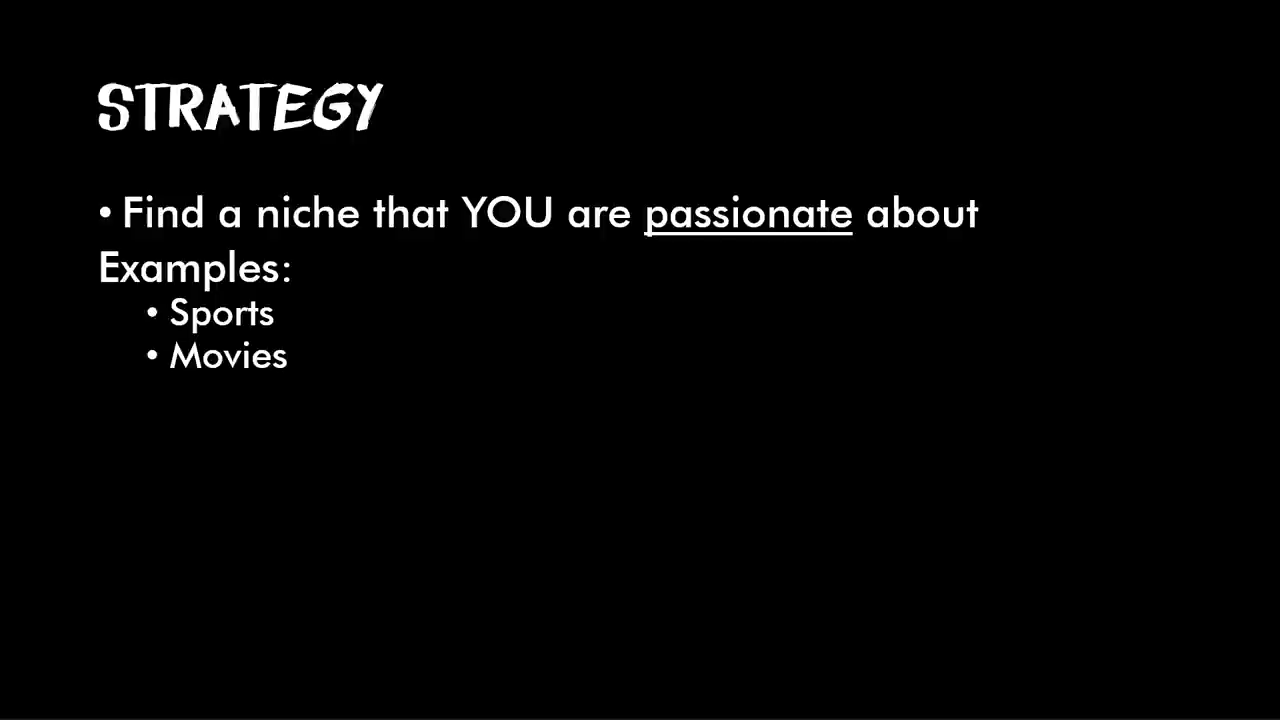 STRATEGY
• Find a niche that YOU are passionate about
Examples:
• Sports
• Movies